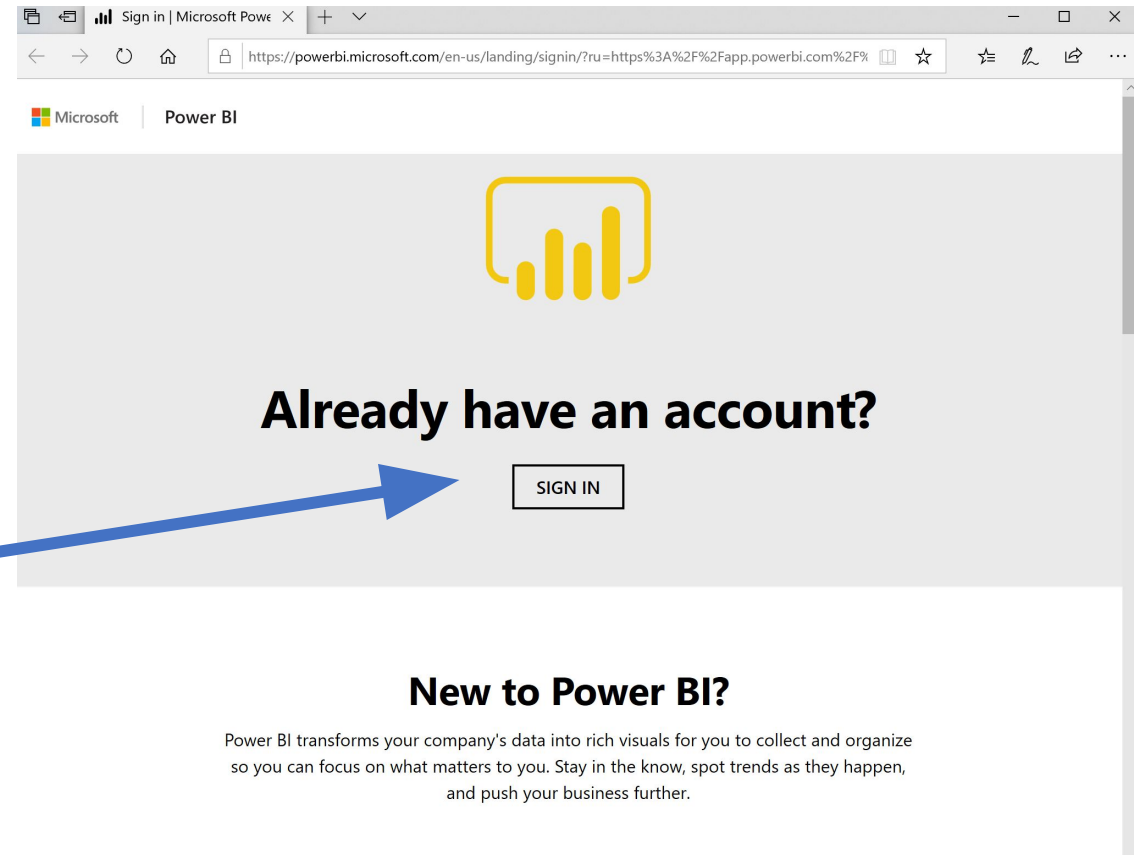 Sign in | Microsoft Powe
https://powerbi.microsoft.com/en-us/landing/signin/?ru=https%3A%2F%2Fapp.powerbi.com%2F%
Microsoft Power BI
Already have an account?
SIGN IN
New to Power BI?
Power BI transforms your company's data into rich visuals for you to collect and organize
so you can focus on what matters to you. Stay in the know, spot trends as they happen,
and push your business further.